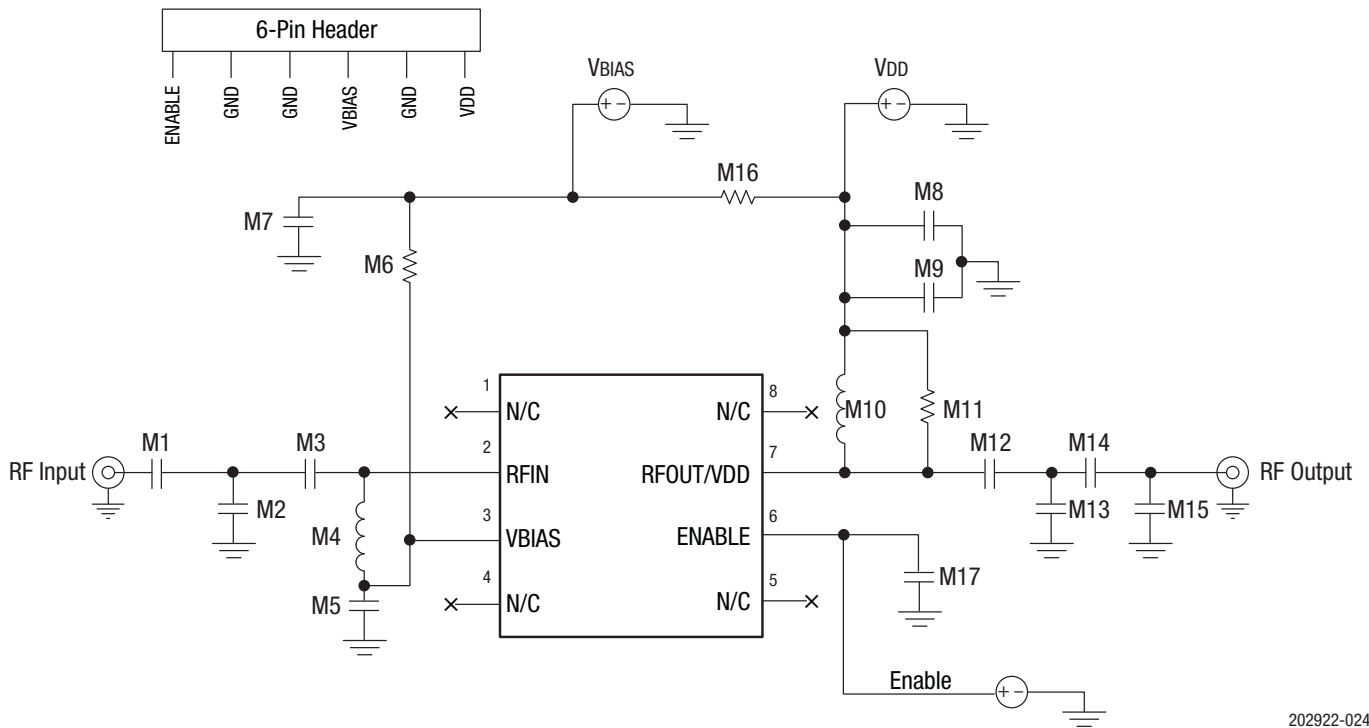 6-Pin Header
ENABLE
GND
GND
VBIAS
GND
VDD
VBIAS
VDD
M16
M8
M7
M6
M9
1
8
N/C
N/C
M10
M11
M1
M3
2
7
M12
M14
RF Input
RFIN
RFOUT/VDD
RF Output
M2
M13
M15
3
6
M4
VBIAS
ENABLE
4
5
M17
M5
N/C
N/C
Enable
202922-024